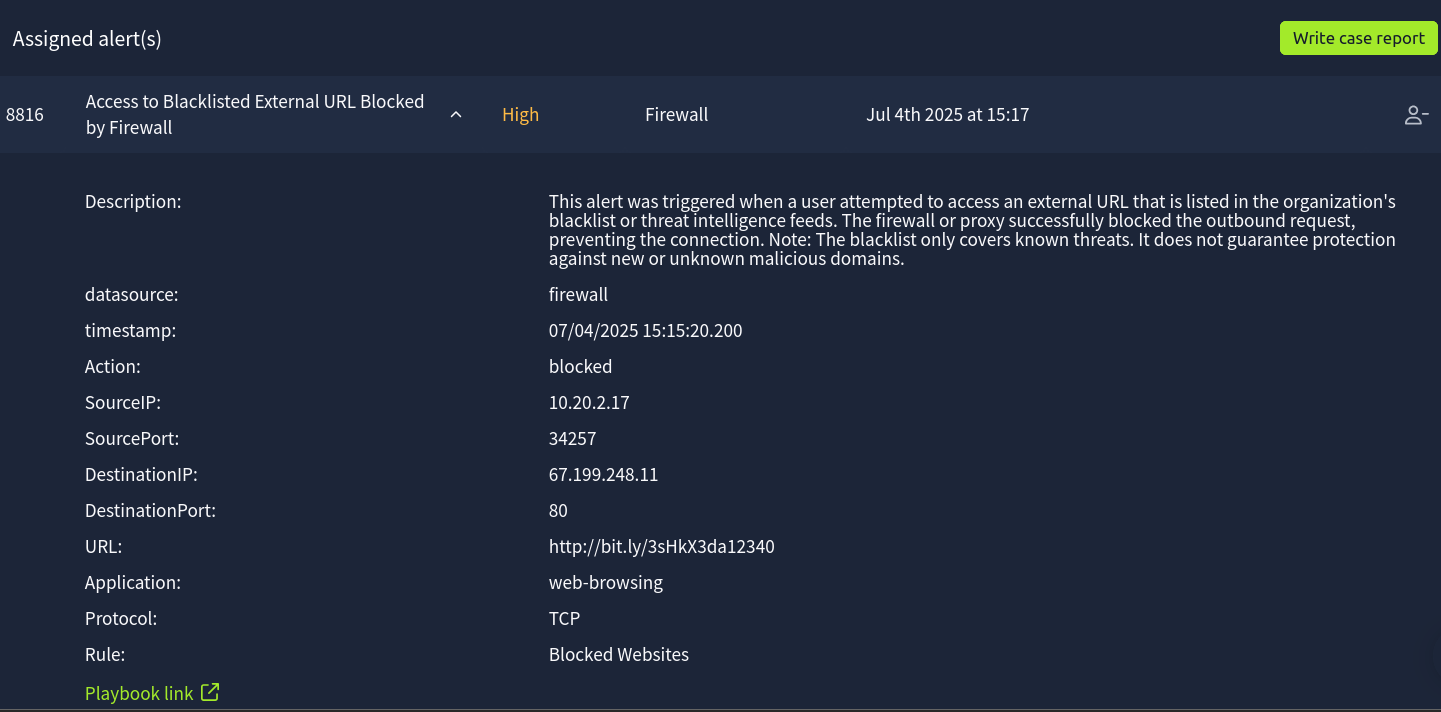 Assigned alert(s)
Write case report
8816
Access to Blacklisted External URL Blocked
by Firewall
High
Firewall
Jul 4th 2025 at 15:17
Description:
This alert was triggered when a user attempted to access an external URL that is listed in the organization's
blacklist or threat intelligence feeds. The firewall or proxy successfully blocked the outbound request,
preventing the connection. Note: The blacklist only covers known threats. It does not guarantee protection
against new or unknown malicious domains.
datasource:
firewall
timestamp:
07/04/2025 15:15:20.200
Action:
blocked
SourceIP:
10.20.2.17
SourcePort:
34257
DestinationIP:
67.199.248.11
DestinationPort:
80
URL:
http://bit.ly/3sHkX3da12340
Application:
web-browsing
Protocol:
TCP
Rule:
Blocked Websites
Playbook link